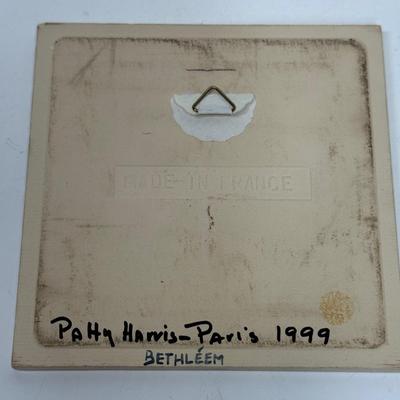 MADE-IN FRANCE
Patty Harris-Paris 1999
BETHLÉEM